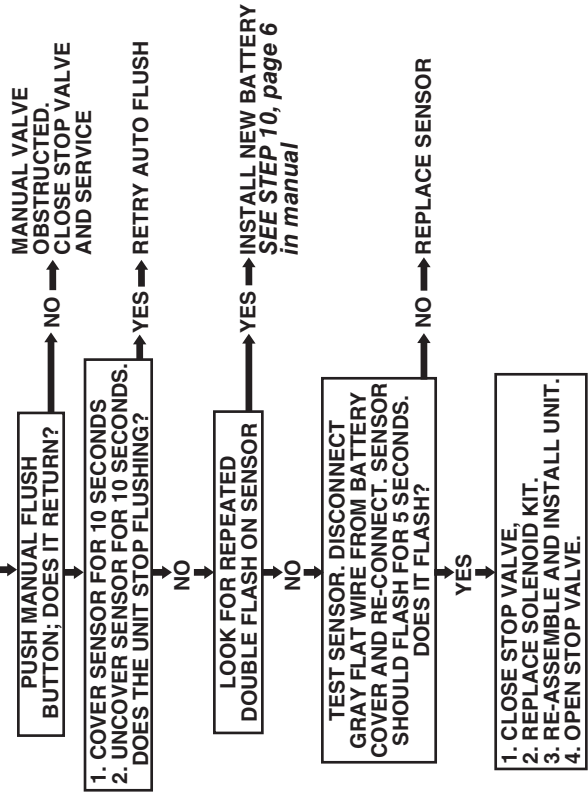 PUSH MANUAL FLUSH
BUTTON; DOES IT RETURN?
NO
MANUAL VALVE
OBSTRUCTED.
CLOSE STOP VALVE
AND SERVICE
1. COVER SENSOR FOR 10 SECONDS
2. UNCOVER SENSOR FOR 10 SECONDS.
DOES THE UNIT STOP FLUSHING?
YES
RETRY AUTO FLUSH
NO
LOOK FOR REPEATED
DOUBLE FLASH ON SENSOR
YES
INSTALL NEW BATTERY
SEE STEP 10, page 6
in manual
NO
TEST SENSOR. DISCONNECT
GRAY FLAT WIRE FROM BATTERY
COVER AND RE-CONNECT. SENSOR
SHOULD FLASH FOR 5 SECONDS.
DOES IT FLASH?
NO
REPLACE SENSOR
YES
1. CLOSE STOP VALVE,
2. REPLACE SOLENOID KIT.
3. RE-ASSEMBLE AND INSTALL UNIT.
4. OPEN STOP VALVE.